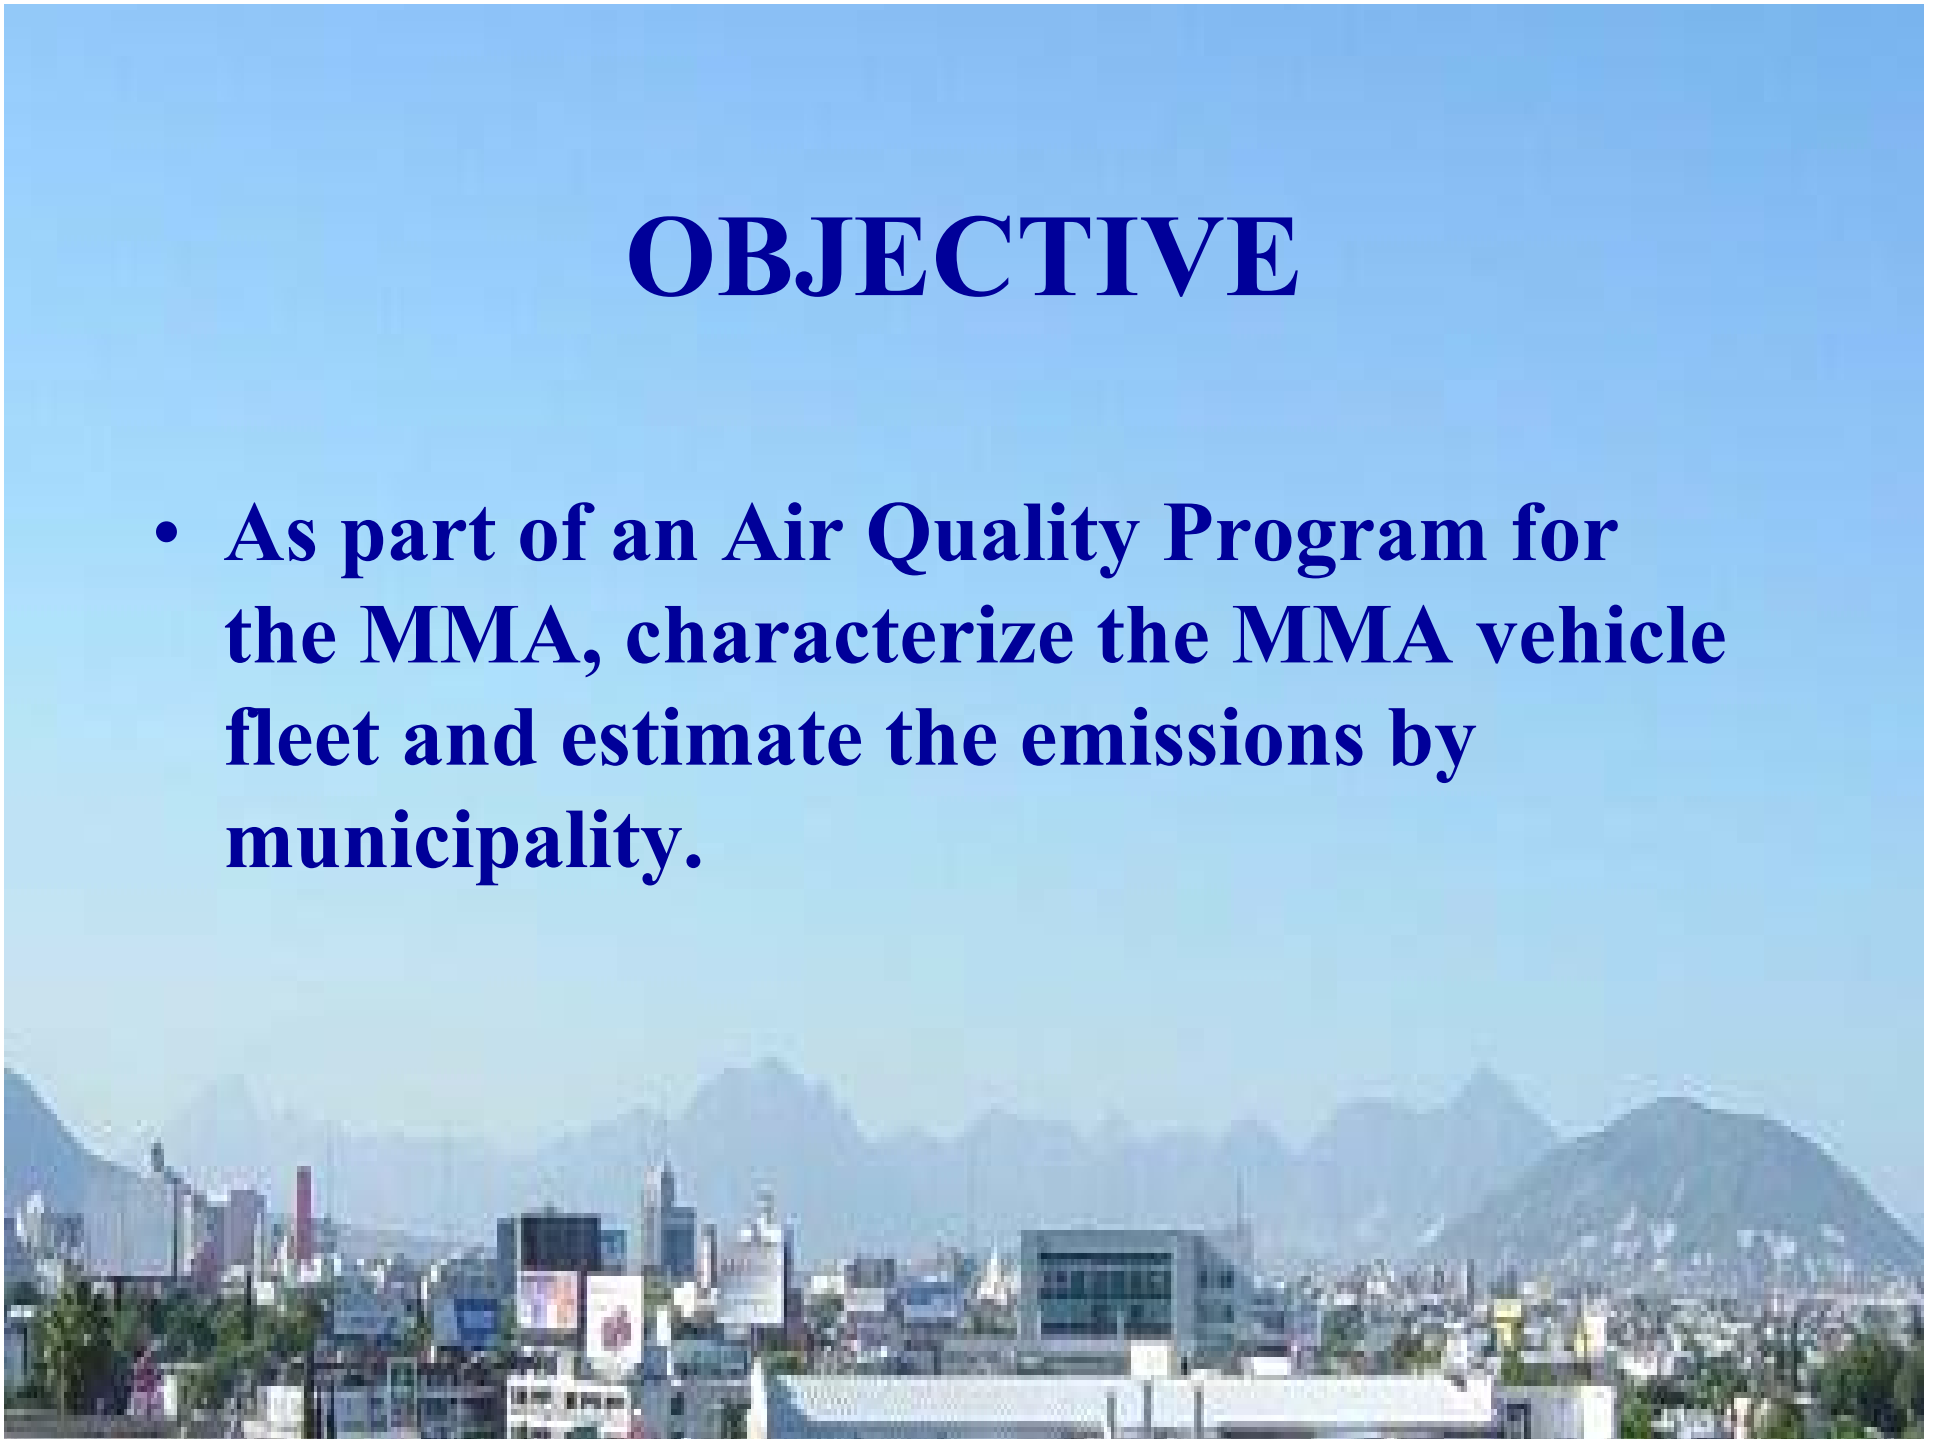 OBJECTIVE
• As part of an Air Quality Program for
the MMA, characterize the MMA vehicle
fleet and estimate the emissions by
municipality.